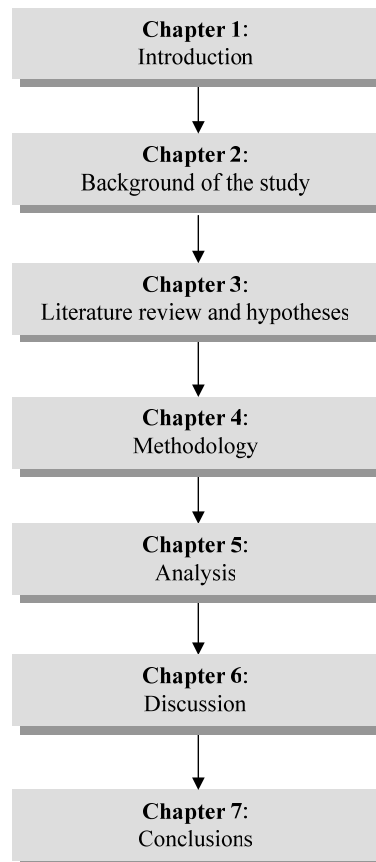 Chapter 1:
Introduction
Chapter 2:
Background of the study
Chapter 3:
Literature review and hypotheses
Chapter 4:
Methodology
Chapter 5:
Analysis
Chapter 6:
Discussion
Chapter 7:
Conclusions